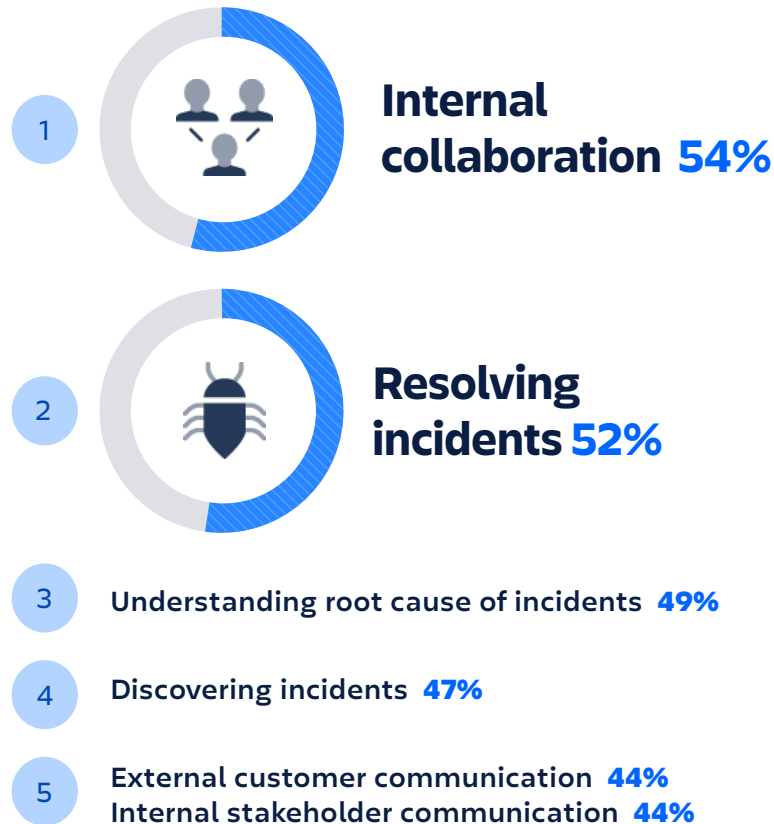 1
Internal
collaboration 54%
2
Resolving
incidents 52%
3
Understanding root cause of incidents 49%
4
Discovering incidents 47%
5
External customer communication 44%
Internal stakeholder communication 44%